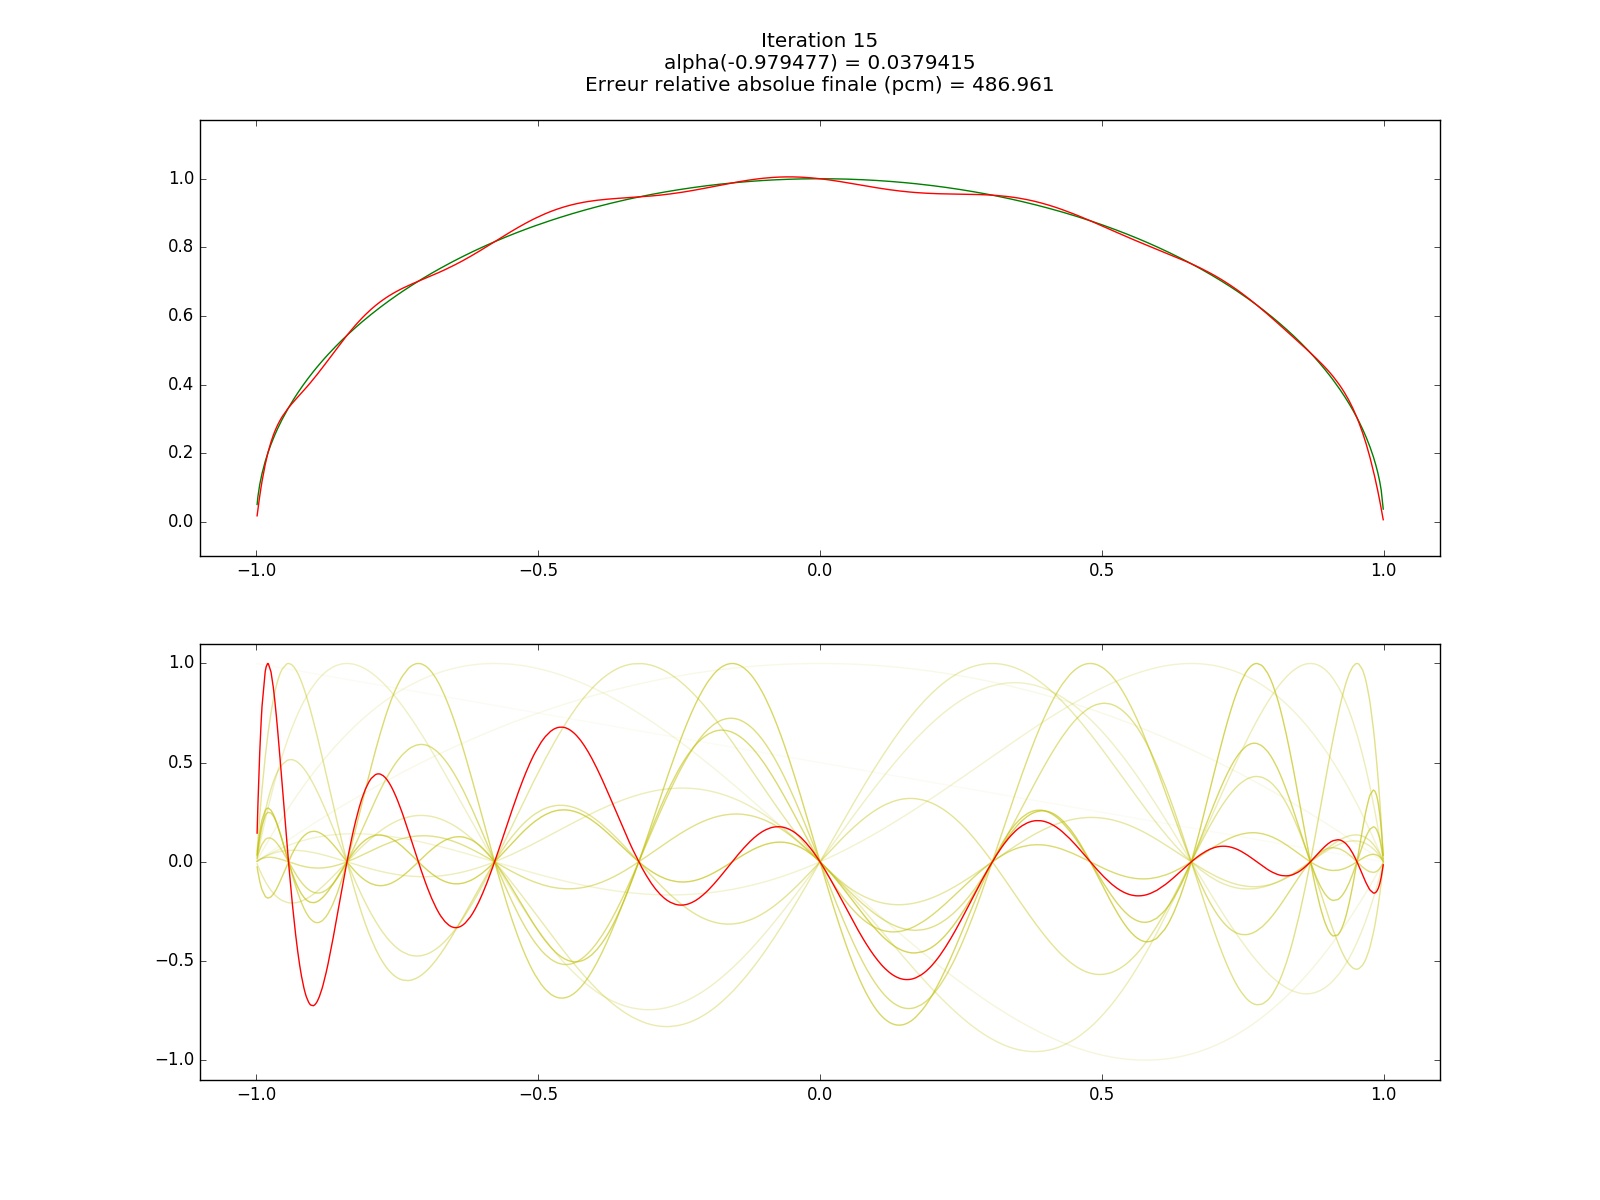 Iteration 15
alpha(-0.979477) = 0.0379415
Erreur relative absolue finale (pcm) = 486.961
1.0
0.8
0.6
0.4
0.2
0.0
−1.0 −0.5 0.0 0.5 1.0
1.0
0.5
0.0
−0.5
−1.0
−1.0 −0.5 0.0 0.5 1.0